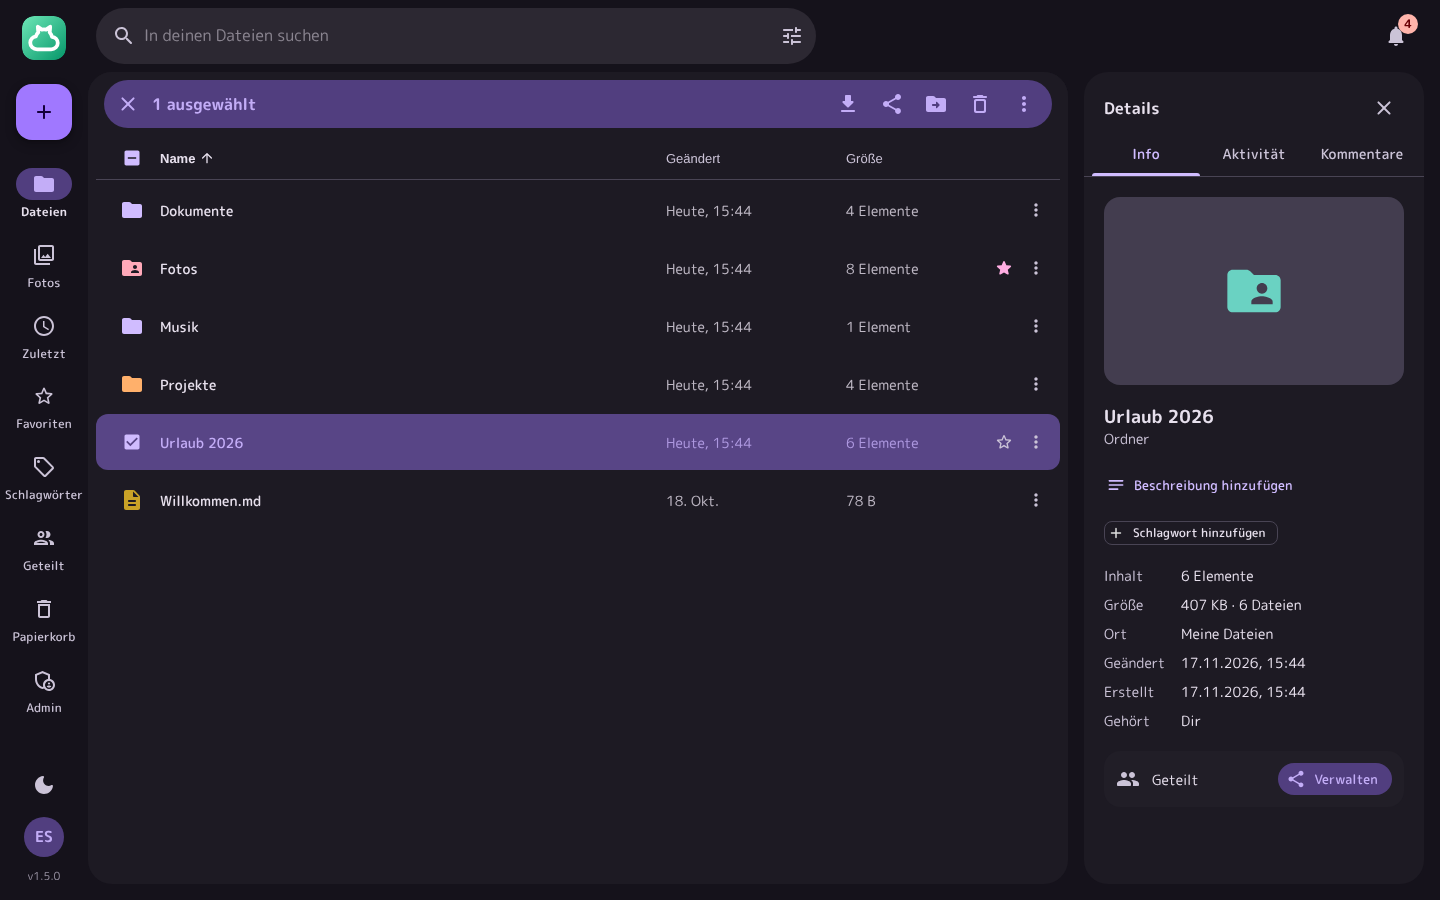 In deinen Dateien suchen
4
1 ausgewählt
Name
Geändert
Größe
Dokumente
Heute, 15:44
4 Elemente
Fotos
Heute, 15:44
8 Elemente
Musik
Heute, 15:44
1 Element
Projekte
Heute, 15:44
4 Elemente
Urlaub 2026
Heute, 15:44
6 Elemente
Willkommen.md
18. Okt.
78 B
Dateien
Fotos
Zuletzt
Favoriten
Schlagwörter
Geteilt
Papierkorb
Admin
ES
v1.5.0
Details
Info
Aktivität
Kommentare
Urlaub 2026
Ordner
Beschreibung hinzufügen
Schlagwort hinzufügen
Inhalt 6 Elemente
Größe 407 KB · 6 Dateien
Ort Meine Dateien
Geändert 17.11.2026, 15:44
Erstellt 17.11.2026, 15:44
Gehört Dir
Geteilt
Verwalten